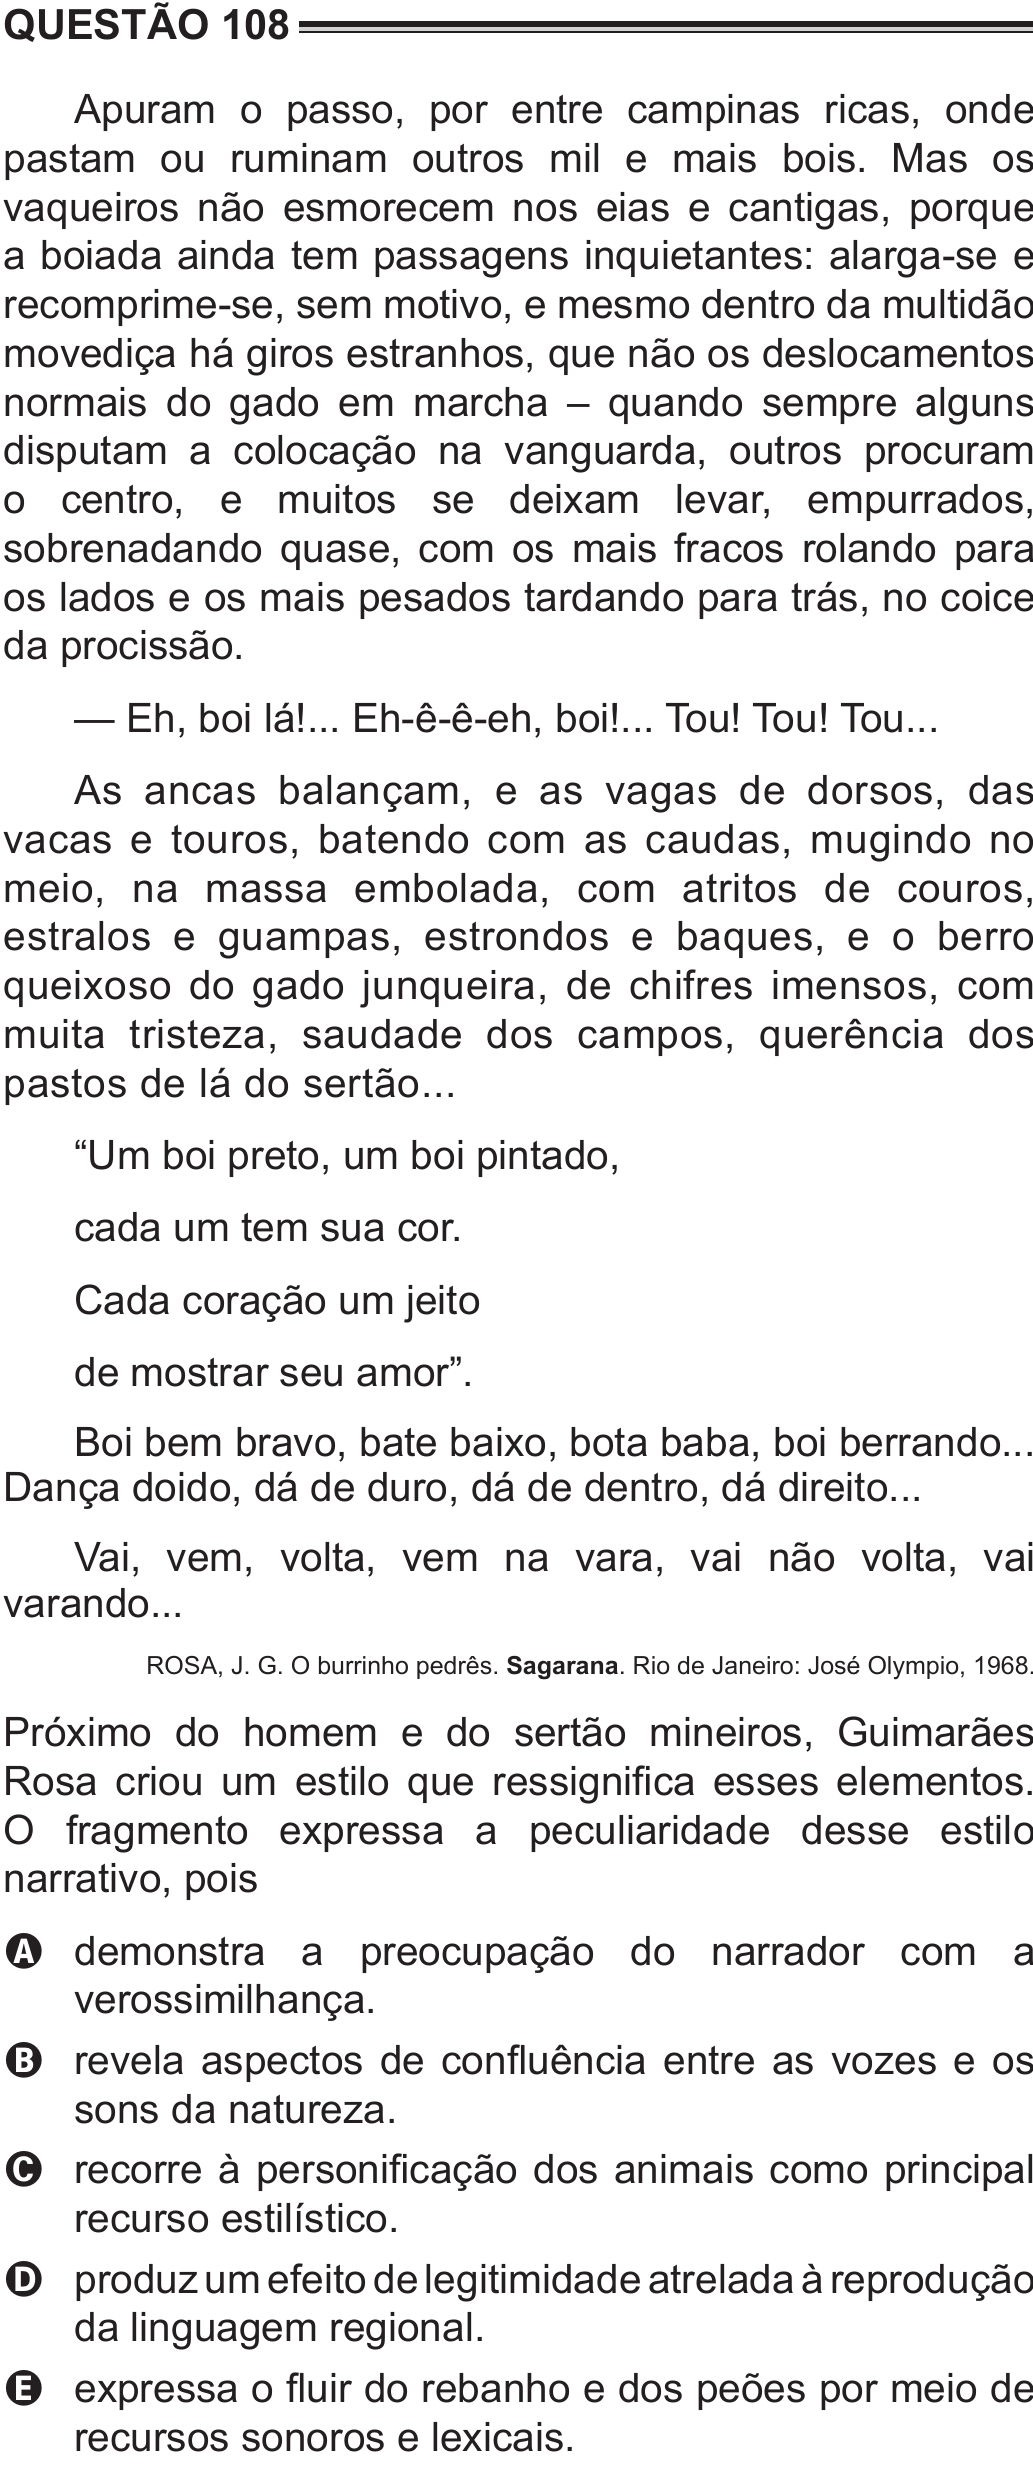 QUESTÃO 108
Apuram o passo, por entre campinas ricas, onde
pastam ou ruminam outros mil e mais bois. Mas os
vaqueiros não esmorecem nos eias e cantigas, porque
a boiada ainda tem passagens inquietantes: alarga-se e
recomprime-se, sem motivo, e mesmo dentro da multidão
movediça há giros estranhos, que não os deslocamentos
normais do gado em marcha – quando sempre alguns
disputam a colocação na vanguarda, outros procuram
o centro, e muitos se deixam levar, empurrados,
sobrenadando quase, com os mais fracos rolando para
os lados e os mais pesados tardando para trás, no coice
da procissão.
— Eh, boi lá!... Eh-ê-ê-eh, boi!... Tou! Tou! Tou...
As ancas balançam, e as vagas de dorsos, das
vacas e touros, batendo com as caudas, mugindo no
meio, na massa embolada, com atritos de couros,
estralos e guampas, estrondos e baques, e o berro
queixoso do gado junqueira, de chifres imensos, com
muita tristeza, saudade dos campos, querência dos
pastos de lá do sertão...
“Um boi preto, um boi pintado,
cada um tem sua cor.
Cada coração um jeito
de mostrar seu amor”.
Boi bem bravo, bate baixo, bota baba, boi berrando...
Dança doido, dá de duro, dá de dentro, dá direito...
Vai, vem, volta, vem na vara, vai não volta, vai
varando...
ROSA, J. G. O burrinho pedrês. Sagarana. Rio de Janeiro: José Olympio, 1968.
Próximo do homem e do sertão mineiros, Guimarães
Rosa criou um estilo que ressignifica esses elementos.
O fragmento expressa a peculiaridade desse estilo
narrativo, pois
A demonstra a preocupação do narrador com a
verossimilhança.
B revela aspectos de confluência entre as vozes e os
sons da natureza.
C recorre à personificação dos animais como principal
recurso estilístico.
D produz um efeito de legitimidade atrelada à reprodução
da linguagem regional.
E expressa o fluir do rebanho e dos peões por meio de
recursos sonoros e lexicais.